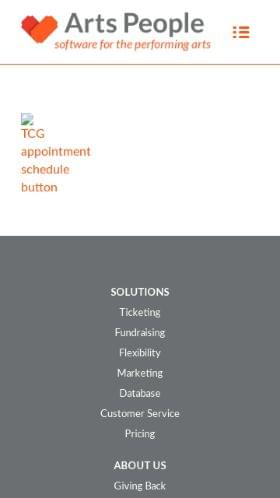 Arts People
software for the performing arts
TCG
appointment
schedule
button
SOLUTIONS
Ticketing
Fundraising
Flexibility
Marketing
Database
Customer Service
Pricing
ABOUT US
Giving Back